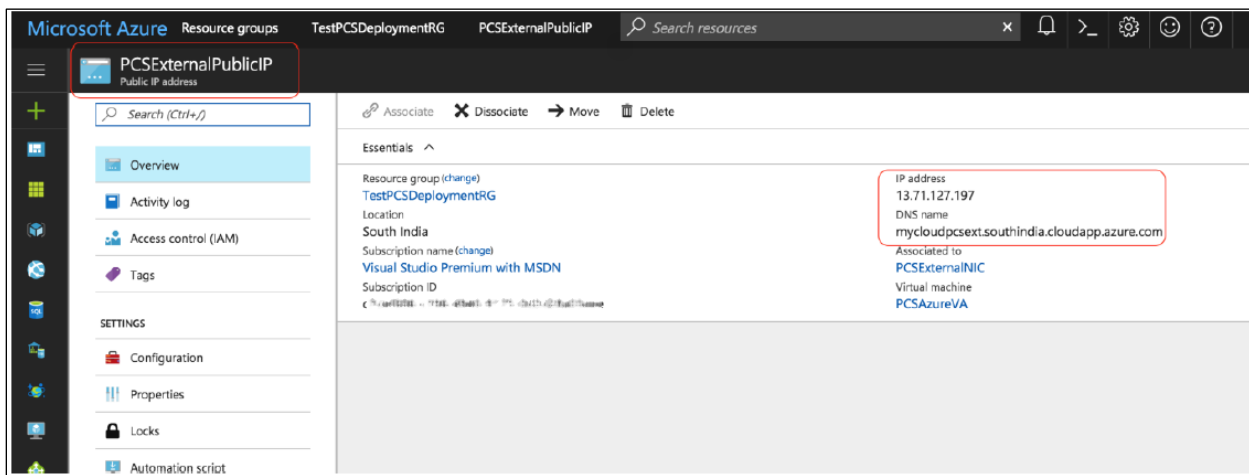 Microsoft Azure Resource groups TestPCSDeploymentRG PCSExternalPublicIP Search resources
PCSExternalPublicIP
Public IP address
Search (Ctrl+/)
Overview
Activity log
Access control (IAM)
Tags
SETTINGS
Configuration
Properties
Locks
Automation script
Associate Dissociate Move Delete
Essentials
Resource group (change)
TestPCSDeploymentRG
Location
South India
Subscription name (change)
Visual Studio Premium with MSDN
Subscription ID
IP address
13.71.127.197
DNS name
mycloudpcsext.southindia.cloudapp.azure.com
Associated to
PCSExternalNIC
Virtual machine
PCSAzureVA